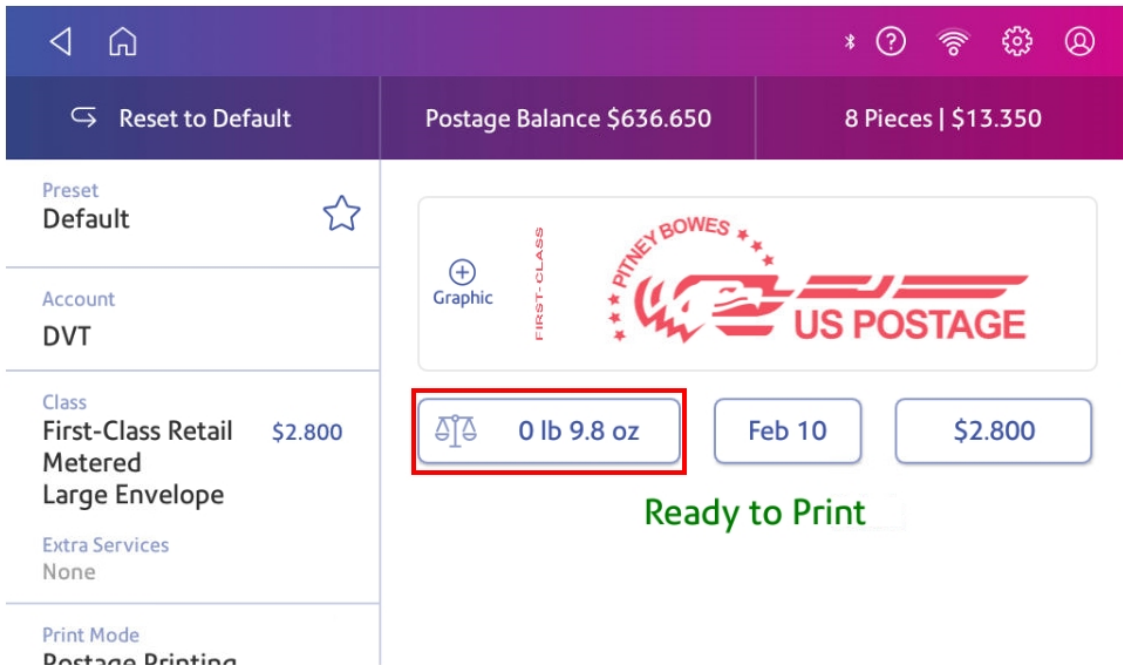 Reset to Default
Postage Balance $636.650
8 Pieces | $13.350
Preset
Default
Account
DVT
Class
First-Class Retail $2.800
Metered
Large Envelope
Extra Services
None
Print Mode
Postage Printing
Graphic
FIRST-CLASS
PITNEY BOWES
US POSTAGE
0 lb 9.8 oz
Feb 10
$2.800
Ready to Print